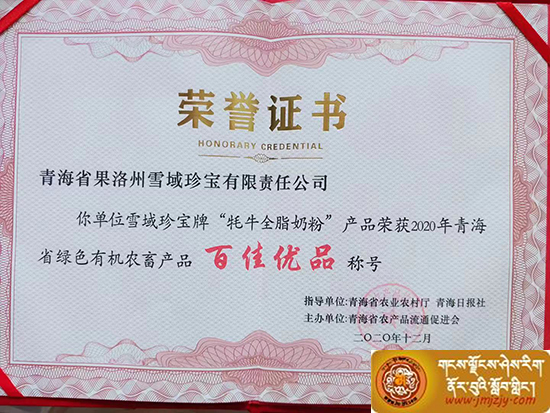 荣誉证书
HONORARY CREDENTIAL
青海省果洛州雪域珍宝有限责任公司
你单位雪域珍宝牌“牦牛全脂奶粉”产品荣获2020年青海
省绿色有机农畜产品 百佳优品 称号
指导单位:青海省农业农村厅 青海日报社
主办单位:青海省农产品流通促进会
二〇二〇年十二月
གངས་ལྗོངས་ཤེས་རིག
ནོར་བུའི་སློབ་གླིང་།
www.jmjzjy.com